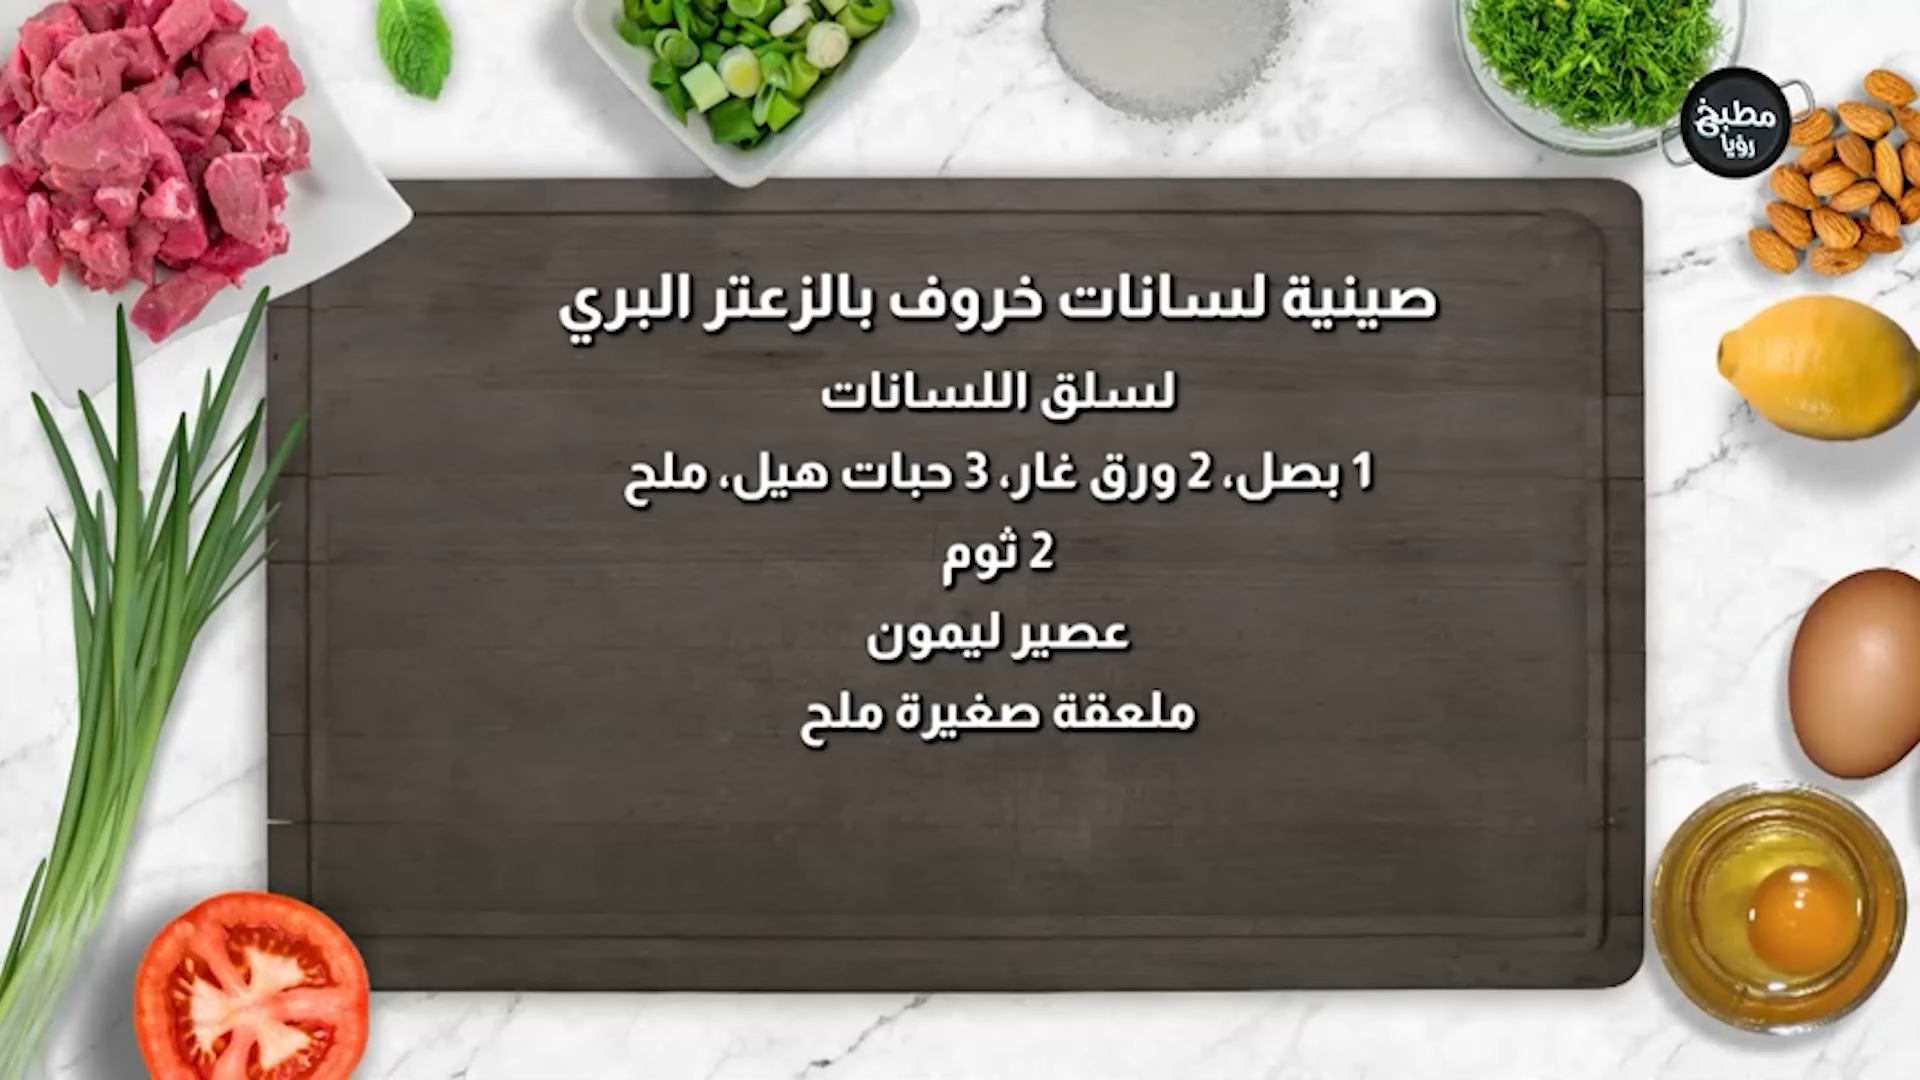 مطبخ
رؤيا
صينية لسانات خروف بالزعتر البري
لسلق اللسانات
1 بصل، 2 ورق غار، 3 حبات هيل، ملح
2 ثوم
عصير ليمون
ملعقة صغيرة ملح